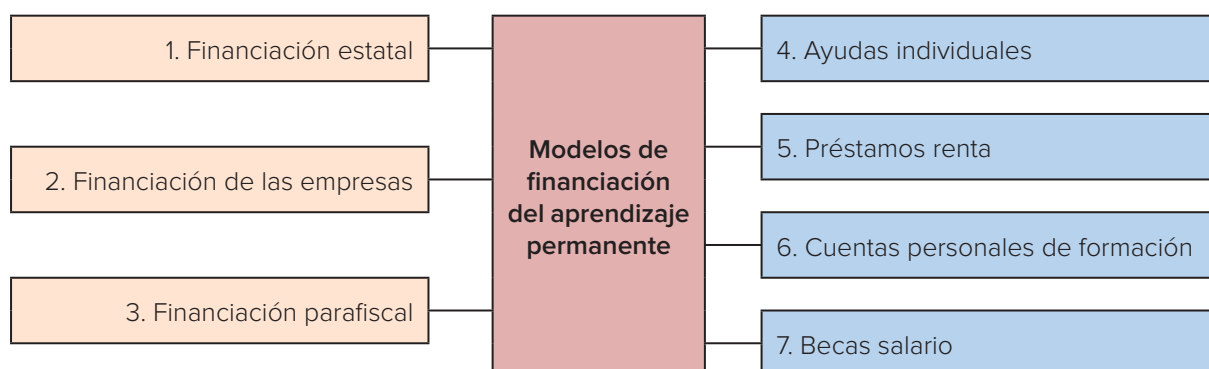 1. Financiación estatal
2. Financiación de las empresas
3. Financiación parafiscal
Modelos de
financiación
del aprendizaje
permanente
4. Ayudas individuales
5. Préstamos renta
6. Cuentas personales de formación
7. Becas salario